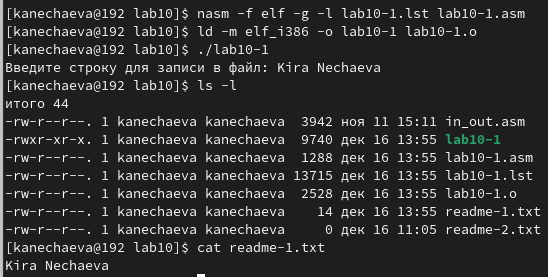 [kanechaeva@192 lab10]$ nasm -f elf -g -l lab10-1.lst lab10-1.asm
[kanechaeva@192 lab10]$ ld -m elf_i386 -o lab10-1 lab10-1.o
[kanechaeva@192 lab10]$ ./lab10-1
Введите строку для записи в файл: Kira Nechaeva
[kanechaeva@192 lab10]$ ls -l
итого 44
-rw-r--r--. 1 kanechaeva kanechaeva  3942 ноя 11 15:11 in_out.asm
-rwxr-xr-x. 1 kanechaeva kanechaeva  9740 дек 16 13:55 lab10-1
-rw-r--r--. 1 kanechaeva kanechaeva  1288 дек 16 13:55 lab10-1.asm
-rw-r--r--. 1 kanechaeva kanechaeva 13715 дек 16 13:55 lab10-1.lst
-rw-r--r--. 1 kanechaeva kanechaeva  2528 дек 16 13:55 lab10-1.o
-rw-r--r--. 1 kanechaeva kanechaeva    14 дек 16 13:55 readme-1.txt
-rw-r--r--. 1 kanechaeva kanechaeva     0 дек 16 11:05 readme-2.txt
[kanechaeva@192 lab10]$ cat readme-1.txt
Kira Nechaeva